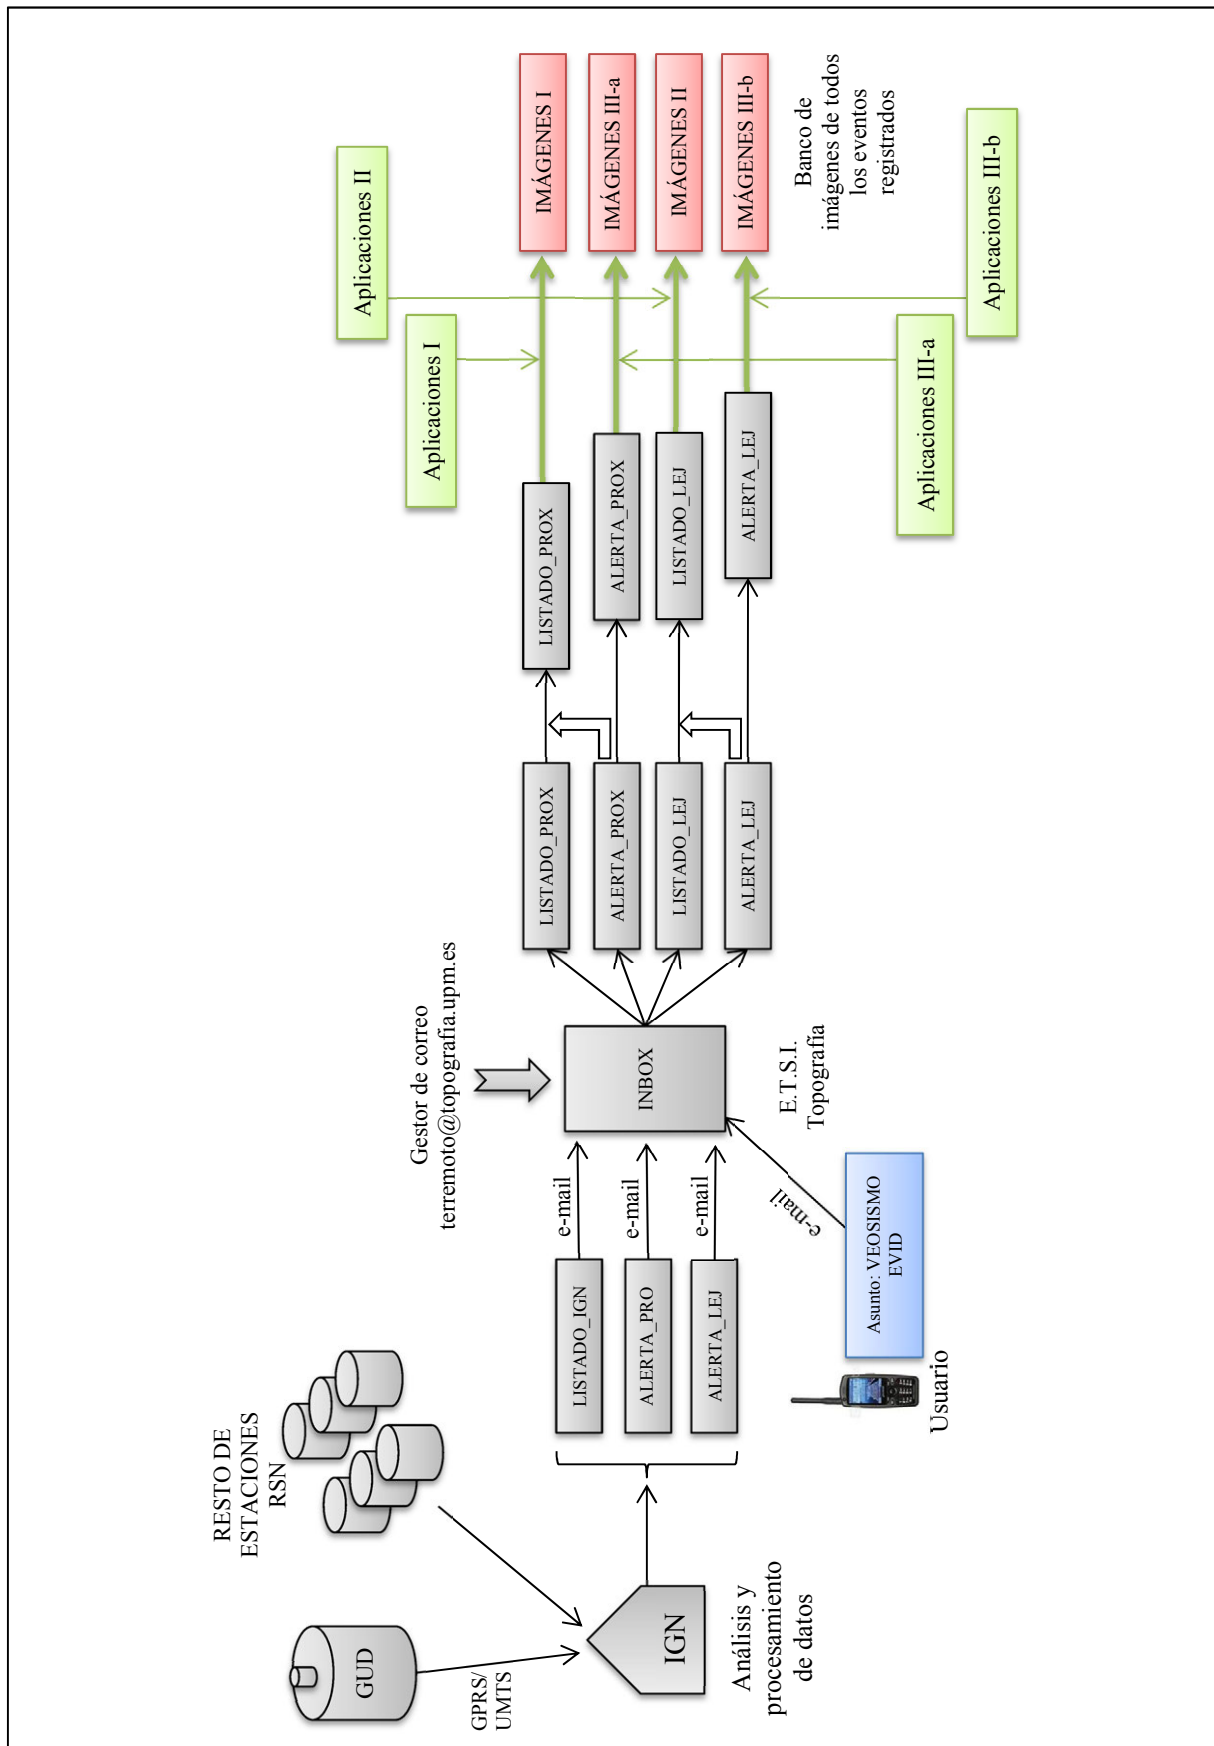 RESTO DE
ESTACIONES
RSN
GUD
GPRS/
UMTS
IGN
Análisis y
procesamiento
de datos
LISTADO_IGN
ALERTA_PRO
ALERTA_LEJ
e-mail
e-mail
e-mail
Usuario
Asunto: VEOSISMO
EVID
e-mail
Gestor de correo
terremoto@topografia.upm.es
INBOX
E.T.S.I.
Topografía
LISTADO_PROX
ALERTA_PROX
LISTADO_LEJ
ALERTA_LEJ
LISTADO_PROX
ALERTA_PROX
LISTADO_LEJ
ALERTA_LEJ
Aplicaciones I
Aplicaciones II
Aplicaciones III-a
Aplicaciones III-b
IMÁGENES I
IMÁGENES III-a
IMÁGENES II
IMÁGENES III-b
Banco de
imágenes de todos
los eventos
registrados